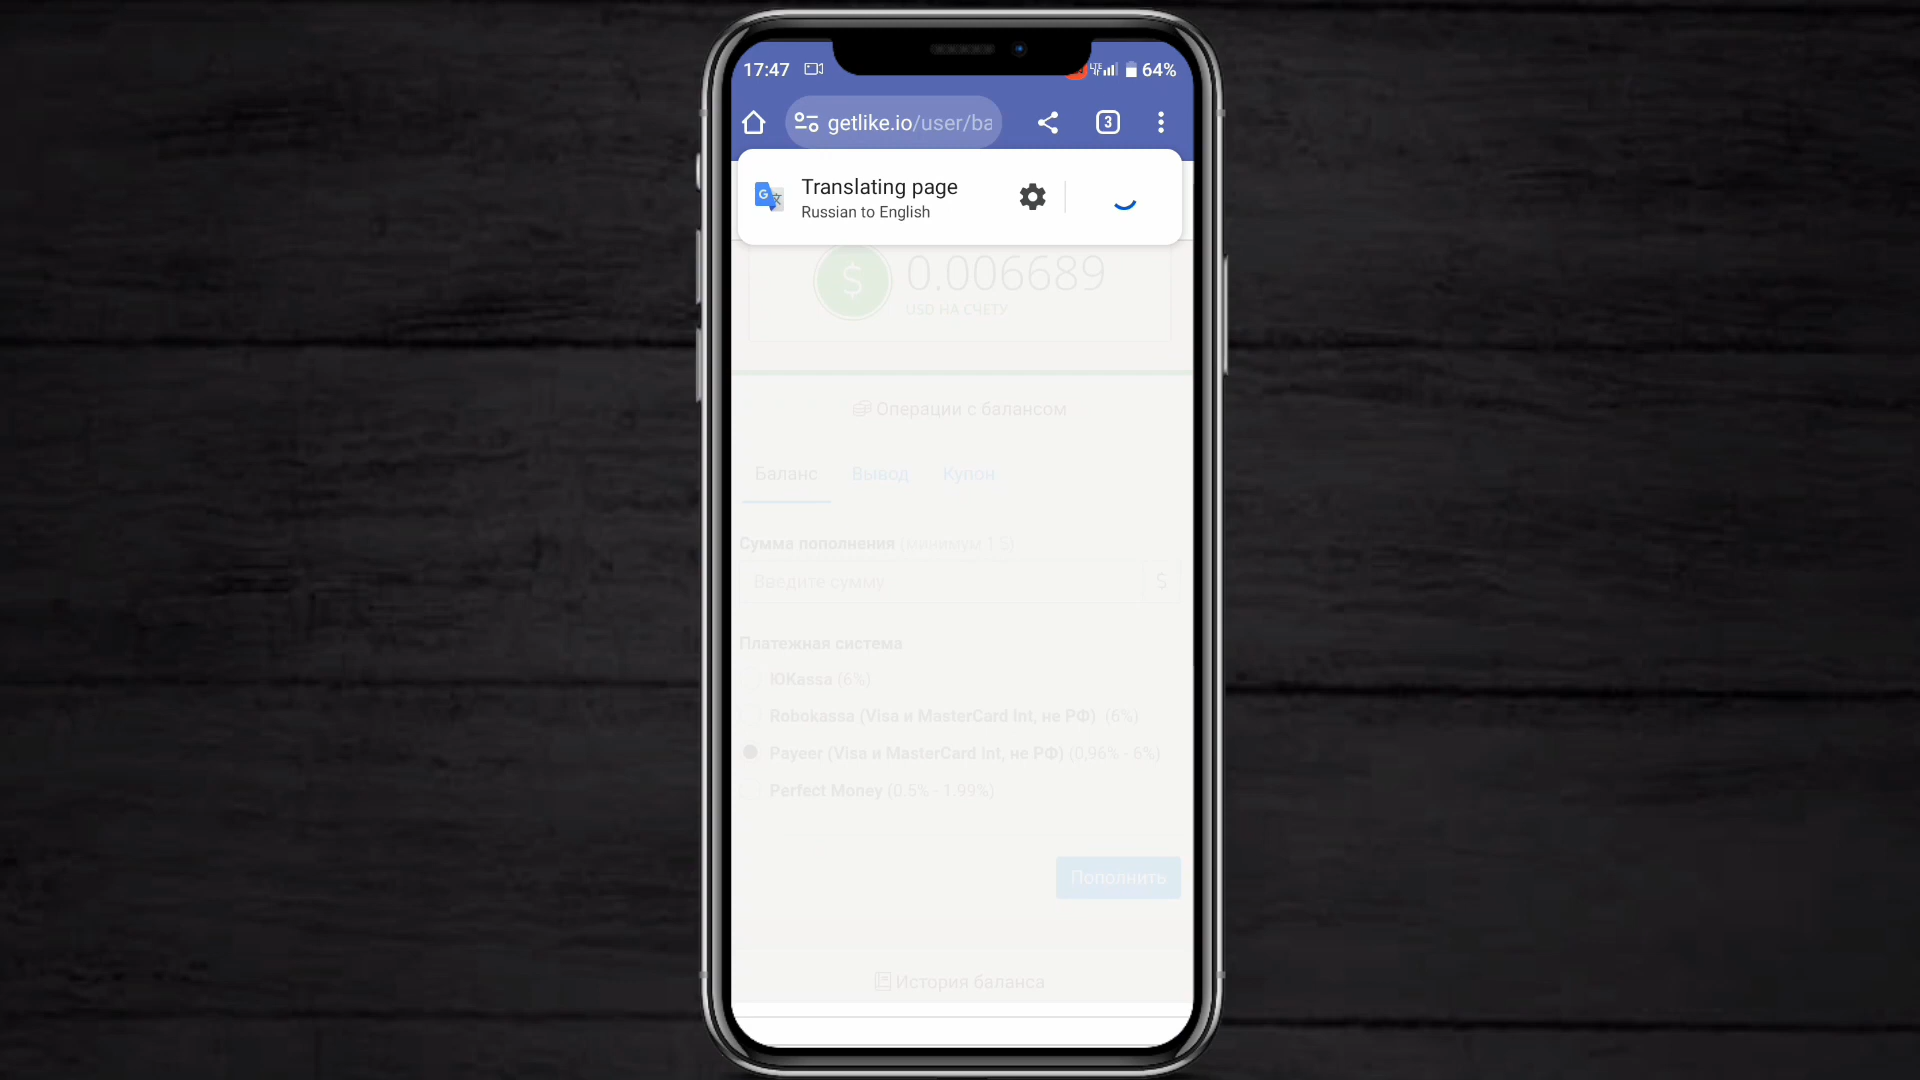 17:47 LTE 64%
getlike.io/user/ba 3
Translating page
Russian to English
$ 0.006689
USD НА СЧЕТУ
Операции с балансом
Баланс Вывод Купон
Сумма пополнения (минимум 1.5)
Введите сумму $
Платежная система
ЮKassa (6%)
Robokassa (Visa и MasterCard Int, не РФ) (6%)
Payeer (Visa и MasterCard Int, не РФ) (0,96% - 6%)
Perfect Money (0.5% - 1,99%)
Пополнить
История баланса